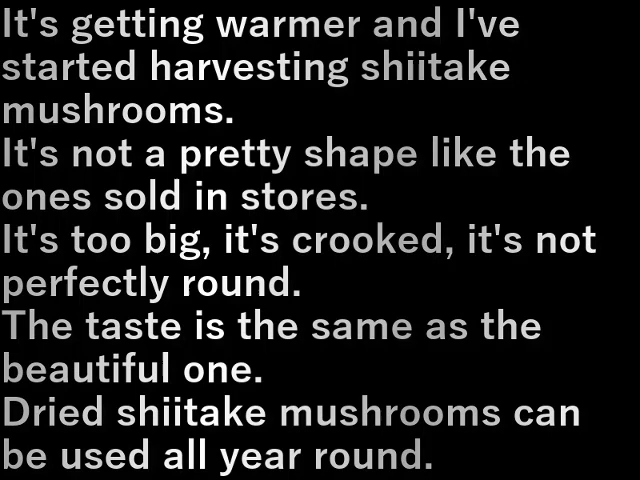 It's getting warmer and I've
started harvesting shiitake
mushrooms.
It's not a pretty shape like the
ones sold in stores.
It's too big, it's crooked, it's not
perfectly round.
The taste is the same as the
beautiful one.
Dried shiitake mushrooms can
be used all year round.